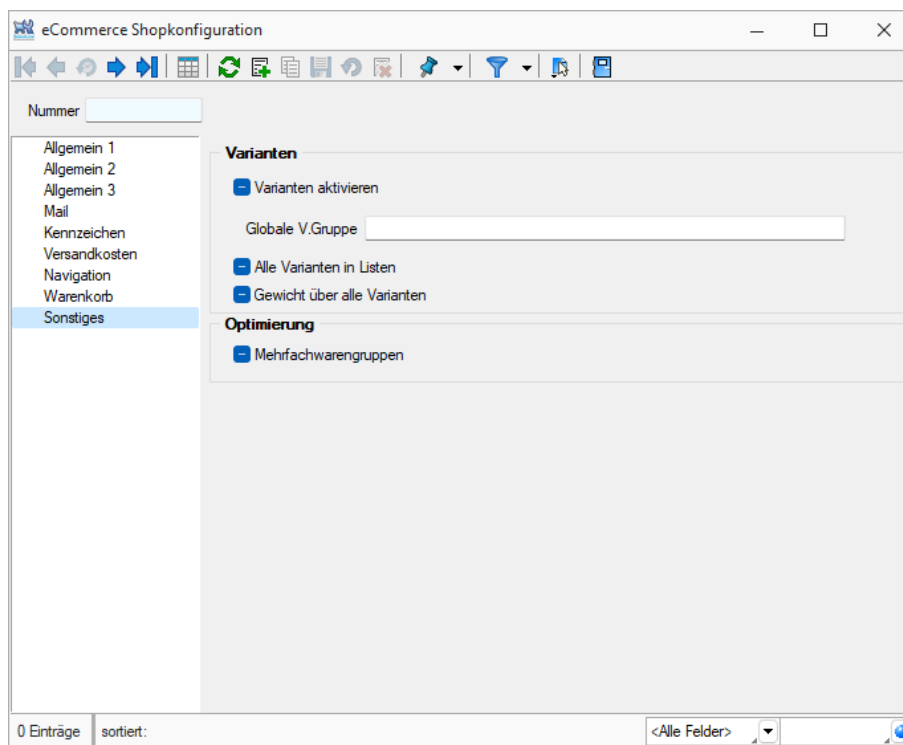 eCommerce Shopkonfiguration
Nummer
Allgemein 1
Allgemein 2
Allgemein 3
Mail
Kennzeichen
Versandkosten
Navigation
Warenkorb
Sonstiges
Varianten
Varianten aktivieren
Globale V.Gruppe
Alle Varianten in Listen
Gewicht über alle Varianten
Optimierung
Mehrfachwarengruppen
0 Einträge
sortiert:
<Alle Felder>